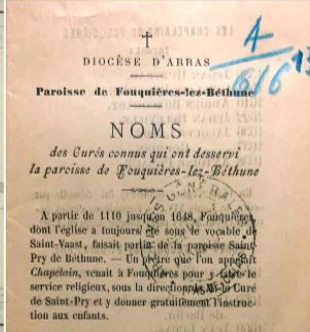 †
A
13
6/6
DIOCÈSE D'ARRAS
Paroisse de Fouquières-lez-Béthune
NOMS
des Curés connus qui ont desservi
la paroisse de Fouquières-lez-Béthune
A partir de 1110 jusqu'en 1648, Fouquières
dont l'église a toujours été sous le vocable de
Saint-Vaast, faisait partie de la paroisse Saint-
Pry de Béthune. — Un prêtre que l'on appelait
Chapelain, venait à Fouquières pour y faire le
service religieux, sous la direction de M. le Curé
de Saint-Pry et y donner gratuitement l'instruc-
tion aux enfants.